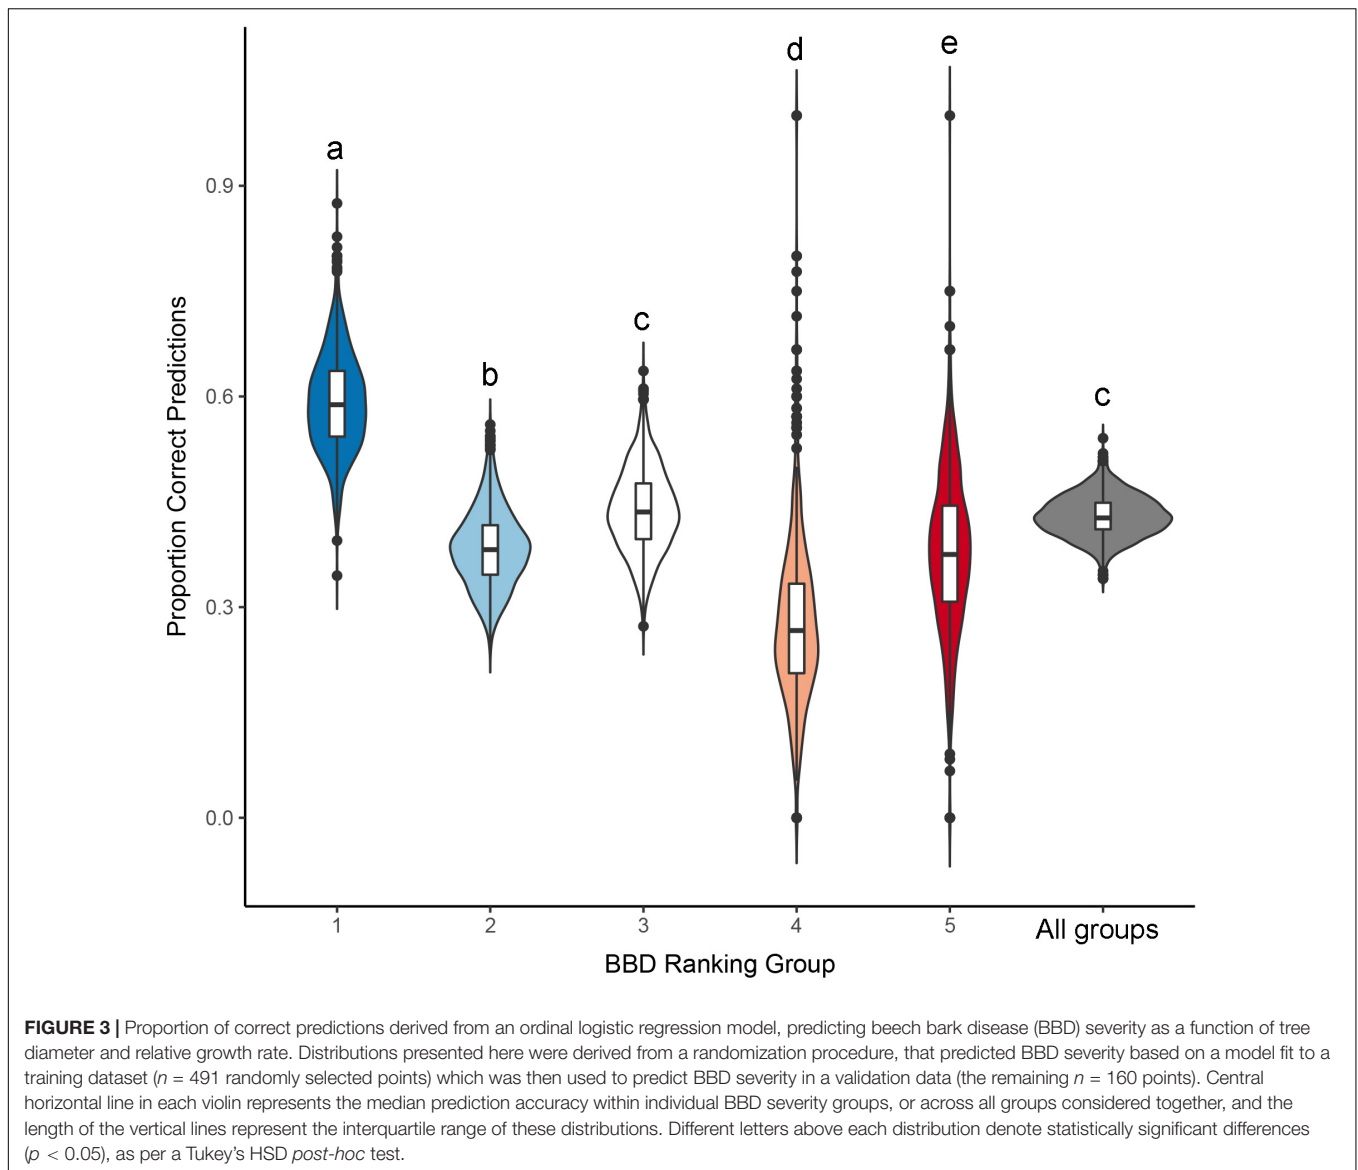 d
e
a
0.9
c
b
0.6
c
Proportion Correct Predictions
0.3
0.0
1 2 3 4 5 All groups
BBD Ranking Group
FIGURE 3 | Proportion of correct predictions derived from an ordinal logistic regression model, predicting beech bark disease (BBD) severity as a function of tree
diameter and relative growth rate. Distributions presented here were derived from a randomization procedure, that predicted BBD severity based on a model fit to a
training dataset (n = 491 randomly selected points) which was then used to predict BBD severity in a validation data (the remaining n = 160 points). Central
horizontal line in each violin represents the median prediction accuracy within individual BBD severity groups, or across all groups considered together, and the
length of the vertical lines represent the interquartile range of these distributions. Different letters above each distribution denote statistically significant differences
(p < 0.05), as per a Tukey's HSD post-hoc test.